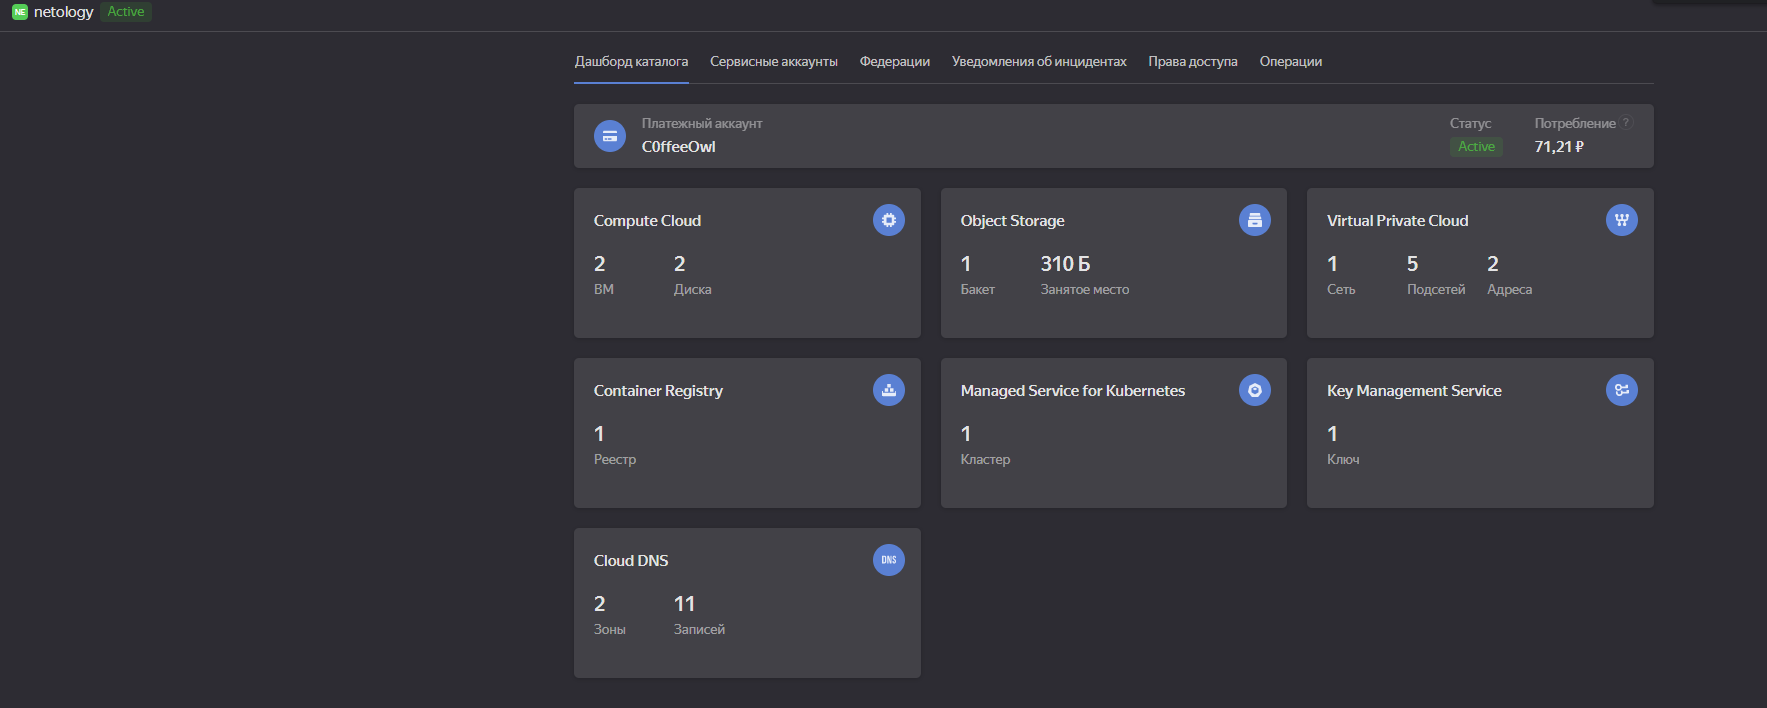 NE netology Active
Дашборд каталога Сервисные аккаунты Федерации Уведомления об инцидентах Права доступа Операции
Платежный аккаунт Статус Потребление ?
C0ffeeOwl Active 71,21 ₽
Compute Cloud Object Storage Virtual Private Cloud
2 2 1 310 Б 1 5 2
ВМ Диска Бакет Занятое место Сеть Подсетей Адреса
Container Registry Managed Service for Kubernetes Key Management Service
1 1 1
Реестр Кластер Ключ
Cloud DNS DNS
2 11
Зоны Записей